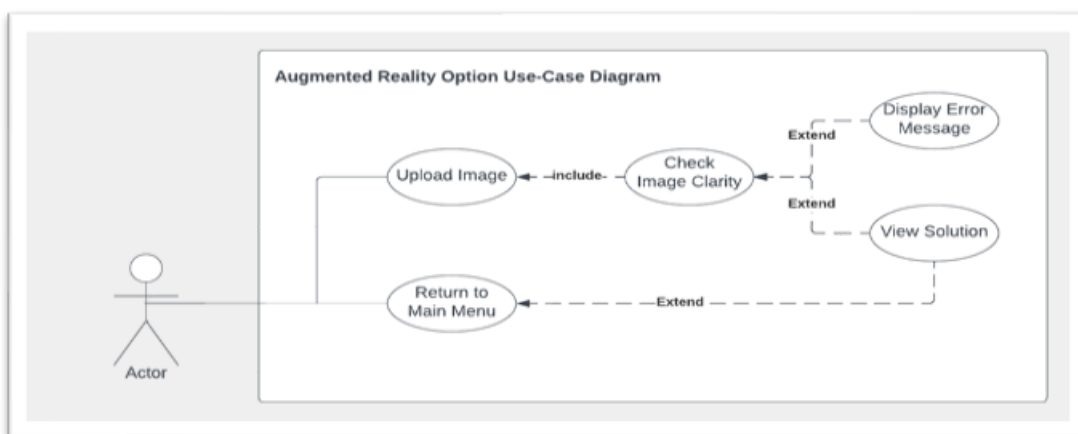 Augmented Reality Option Use-Case Diagram
Display Error
Message
Extend
Upload Image
include
Check
Image Clarity
Extend
View Solution
Return to
Main Menu
Extend
Actor